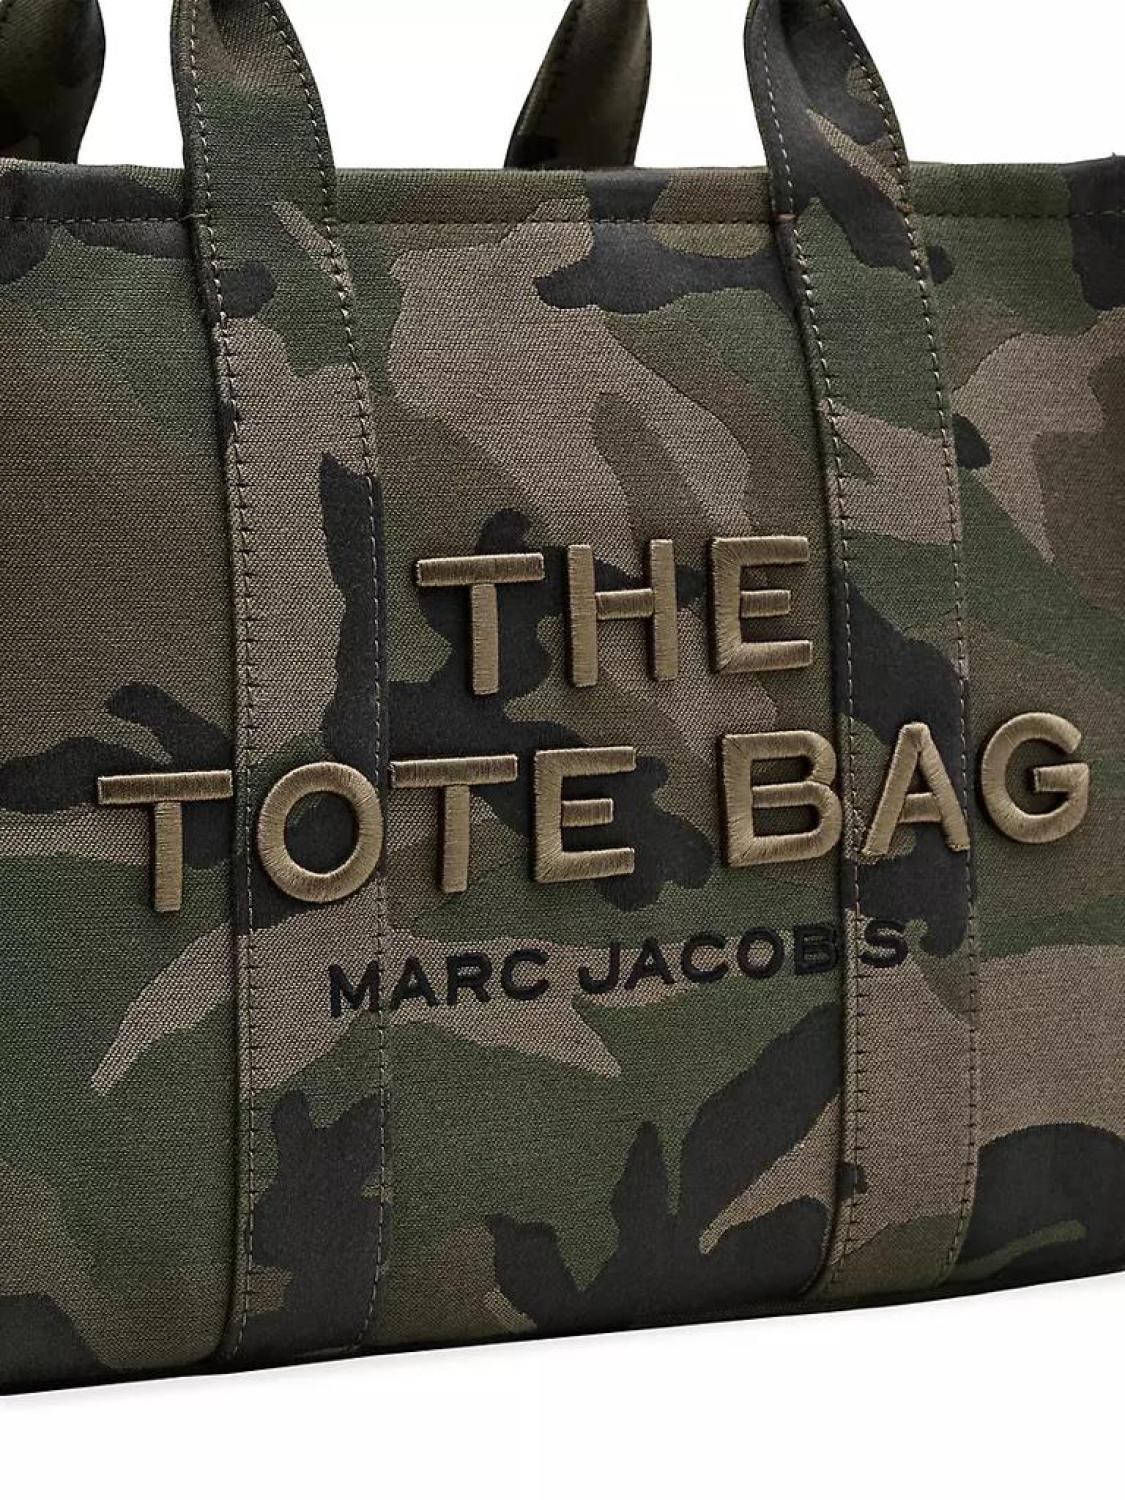 THE
TOTE BAG
MARC JACOBS